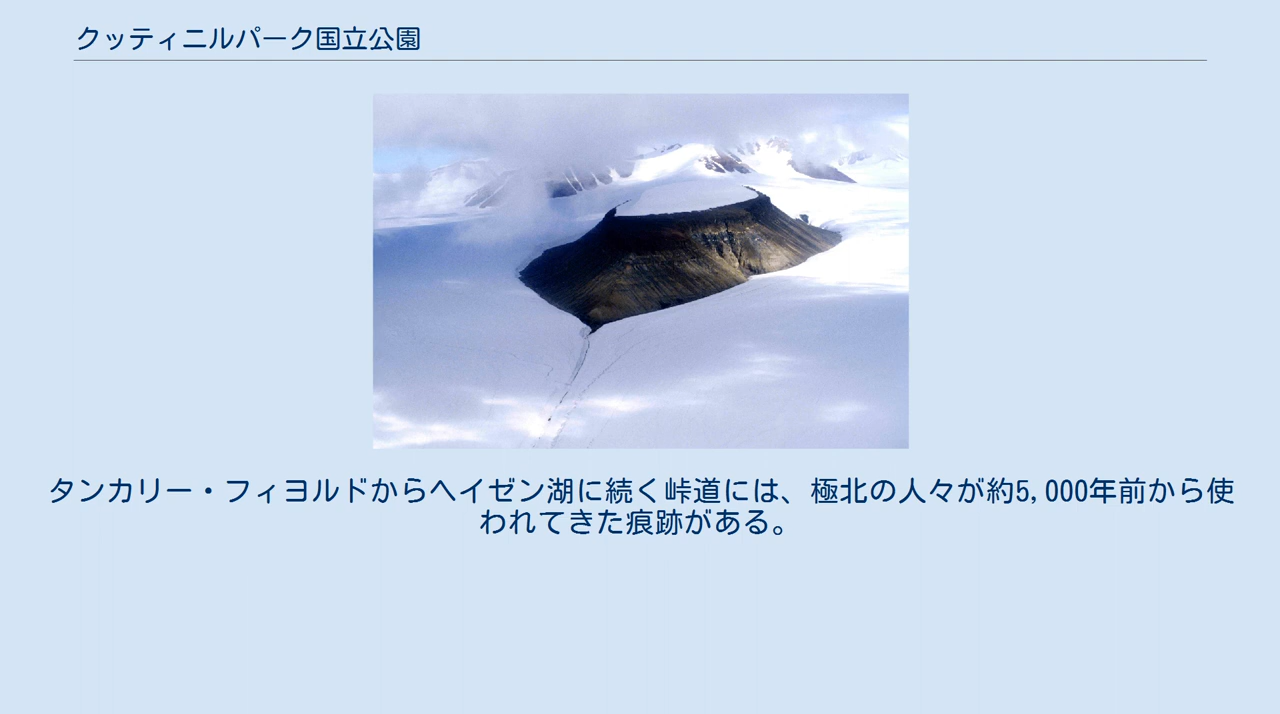 クッティニルパーク国立公園
タンカリー・フィヨルドからヘイゼン湖に続く峠道には、極北の人々が約5,000年前から使
われてきた痕跡がある。